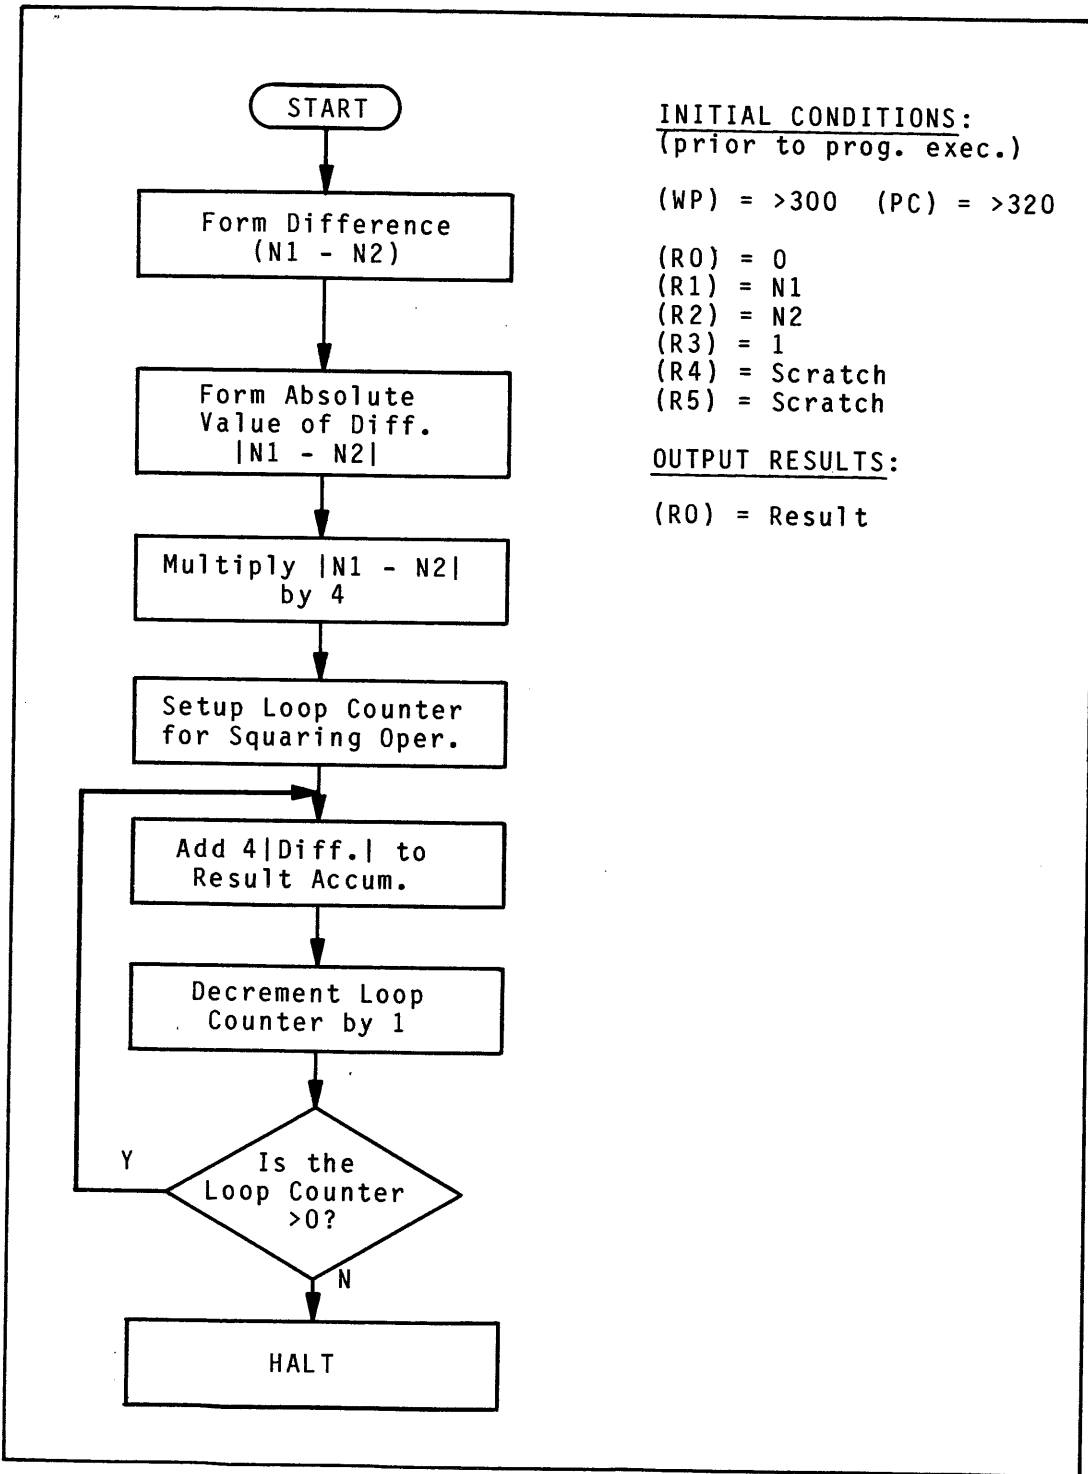 START
Form Difference
(N1 - N2)
Form Absolute
Value of Diff.
|N1 - N2|
Multiply |N1 - N2|
by 4
Setup Loop Counter
for Squaring Oper.
Add 4|Diff.| to
Result Accum.
Decrement Loop
Counter by 1
Y
Is the
Loop Counter
>0?
N
HALT
INITIAL CONDITIONS:
(prior to prog. exec.)
(WP) = >300 (PC) = >320
(R0) = 0
(R1) = N1
(R2) = N2
(R3) = 1
(R4) = Scratch
(R5) = Scratch
OUTPUT RESULTS:
(R0) = Result